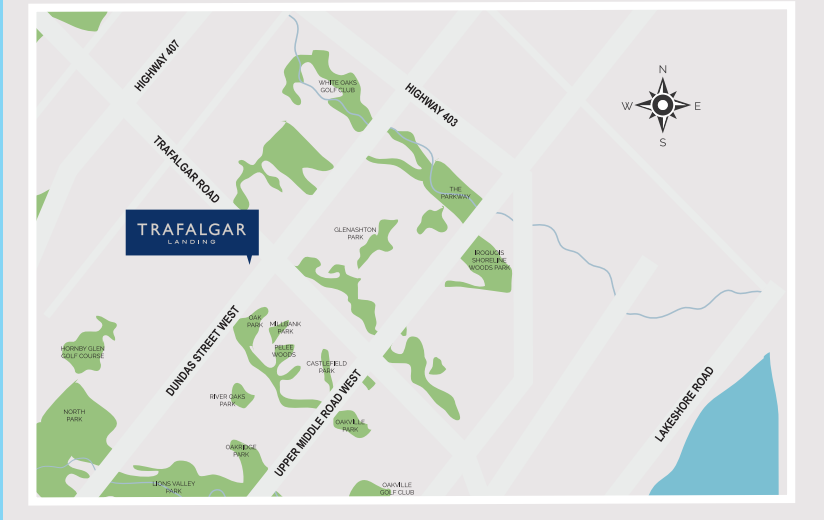 HIGHWAY 407
WHITE OAKS
GOLF CLUB
HIGHWAY 403
N
W
E
S
TRAFALGAR ROAD
THE
PARKWAY
TRAFALGAR
LANDING
GLENASHTON
PARK
IROQUOIS
SHORELINE
WOODS PARK
OAK
PARK
MILLBANK
PARK
PELEE
WOODS
HORNBY GLEN
GOLF COURSE
DUNDAS STREET WEST
CASTLEFIELD
PARK
RIVER OAKS
PARK
UPPER MIDDLE ROAD WEST
LAKESHORE ROAD
NORTH
PARK
OAKVILLE
PARK
OAKRIDGE
PARK
LIONS VALLEY
PARK
OAKVILLE
GOLF CLUB